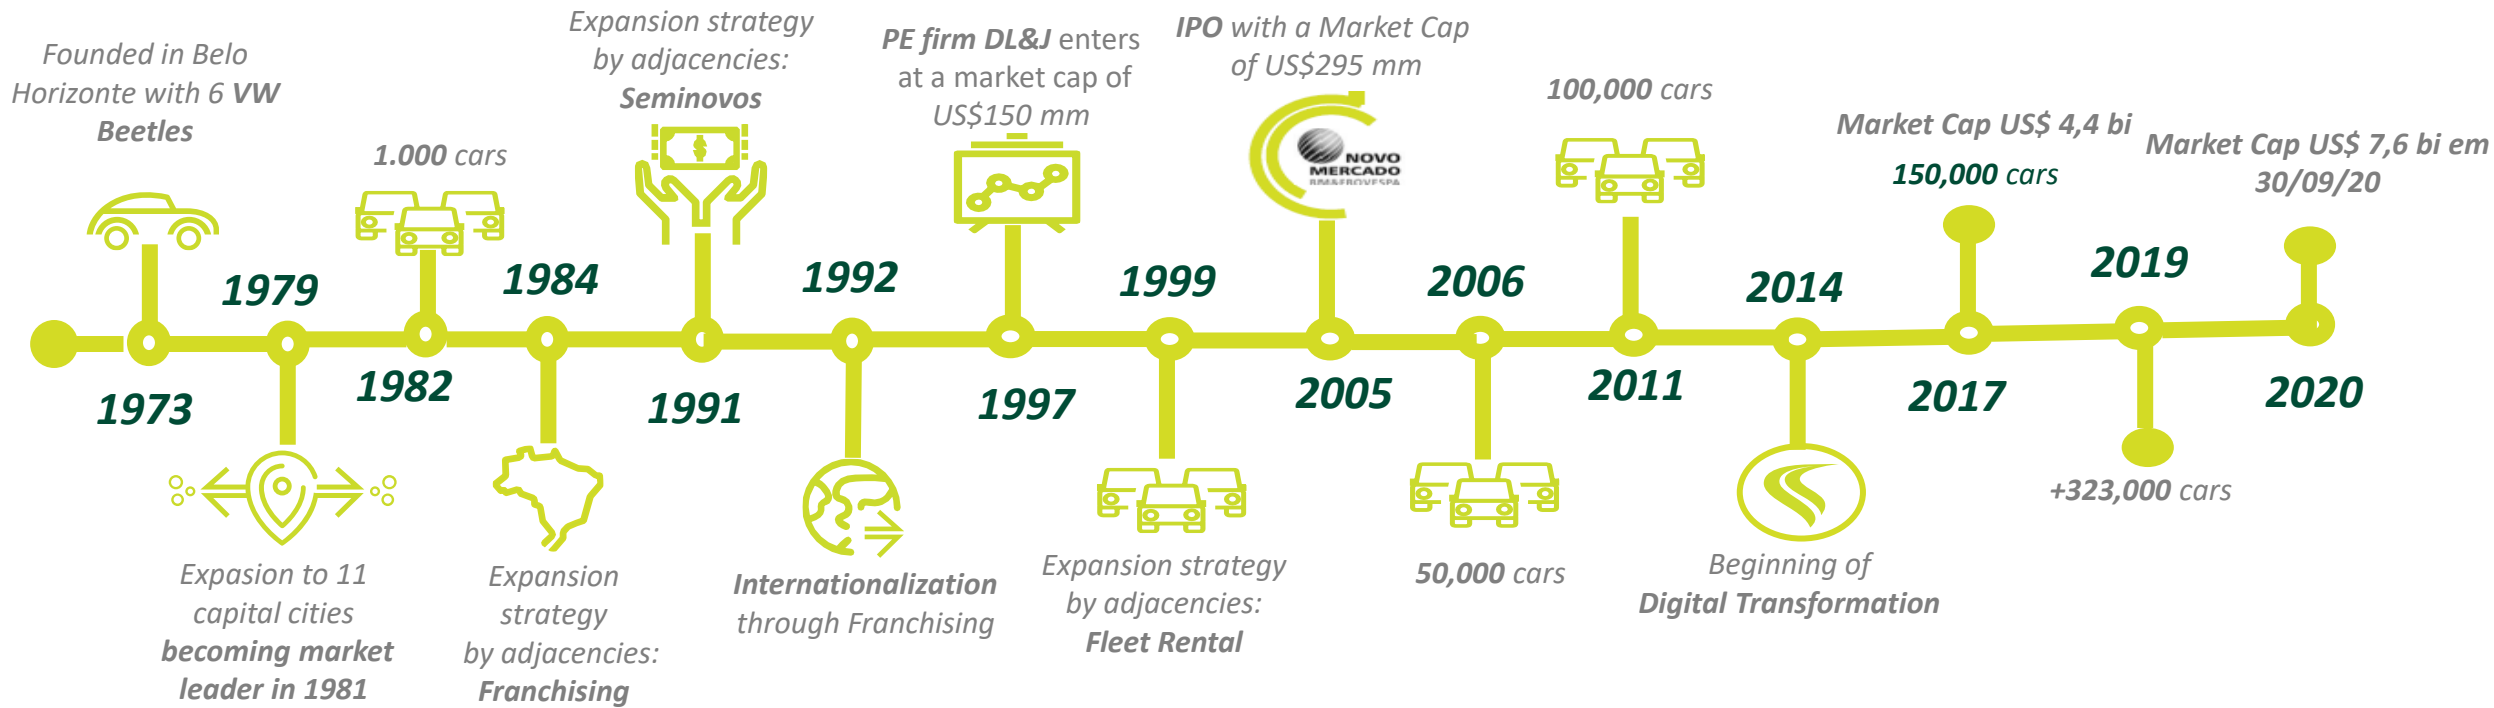 Founded in Belo
Horizonte with 6 VW
Beetles
1973
1979
Expasion to 11
capital cities
becoming market
leader in 1981
1.000 cars
1982
1984
Expansion
strategy
by adjacencies:
Franchising
Expansion strategy
by adjacencies:
Seminovos
1991
1992
Internationalization
through Franchising
PE firm DL&J enters
at a market cap of
US$150 mm
1997
1999
Expansion strategy
by adjacencies:
Fleet Rental
IPO with a Market Cap
of US$295 mm
NOVO
MERCADO
BM&FBOVESPA
2005
2006
50,000 cars
100,000 cars
2011
2014
Beginning of
Digital Transformation
Market Cap US$ 4,4 bi
150,000 cars
2017
2019
+323,000 cars
Market Cap US$ 7,6 bi em
30/09/20
2020